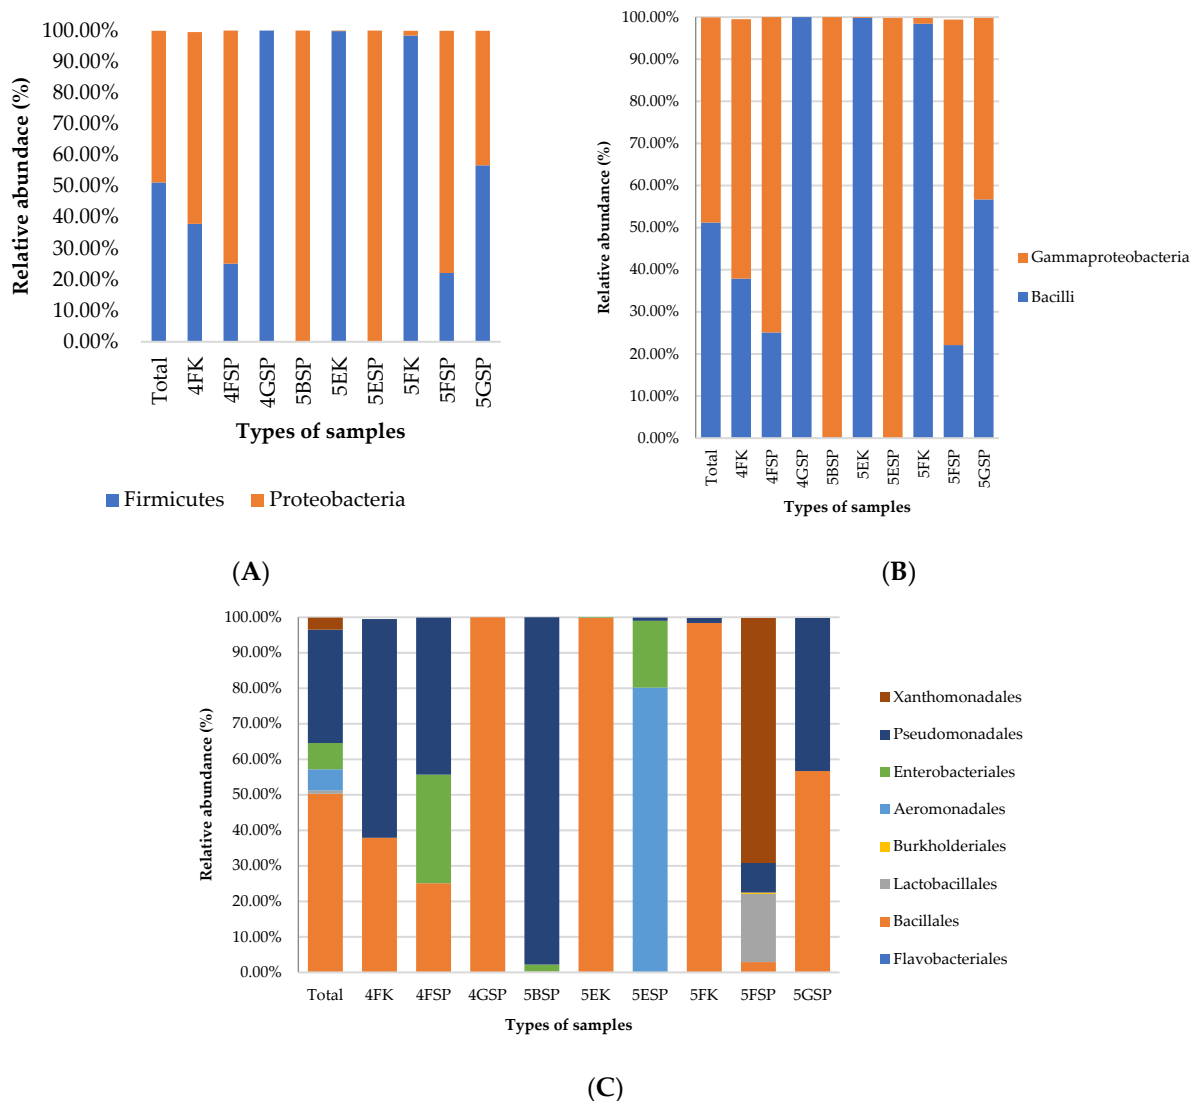 100.00%
90.00%
80.00%
70.00%
60.00%
50.00%
40.00%
30.00%
20.00%
10.00%
0.00%
Relative abundace (%)
Total 4FK 4FSP 4GSP 5BSP 5EK 5ESP 5FK 5FSP 5GSP
Types of samples
Firmicutes Proteobacteria
(A)
100.00%
90.00%
80.00%
70.00%
60.00%
50.00%
40.00%
30.00%
20.00%
10.00%
0.00%
Relative abundance (%)
Total 4FK 4FSP 4GSP 5BSP 5EK 5ESP 5FK 5FSP 5GSP
Types of samples
Gammaproteobacteria
Bacilli
(B)
100.00%
90.00%
80.00%
70.00%
60.00%
50.00%
40.00%
30.00%
20.00%
10.00%
0.00%
Relative abundance (%)
Total 4FK 4FSP 4GSP 5BSP 5EK 5ESP 5FK 5FSP 5GSP
Types of samples
Xanthomonadales
Pseudomonadales
Enterobacteriales
Aeromonadales
Burkholderiales
Lactobacillales
Bacillales
Flavobacteriales
(C)